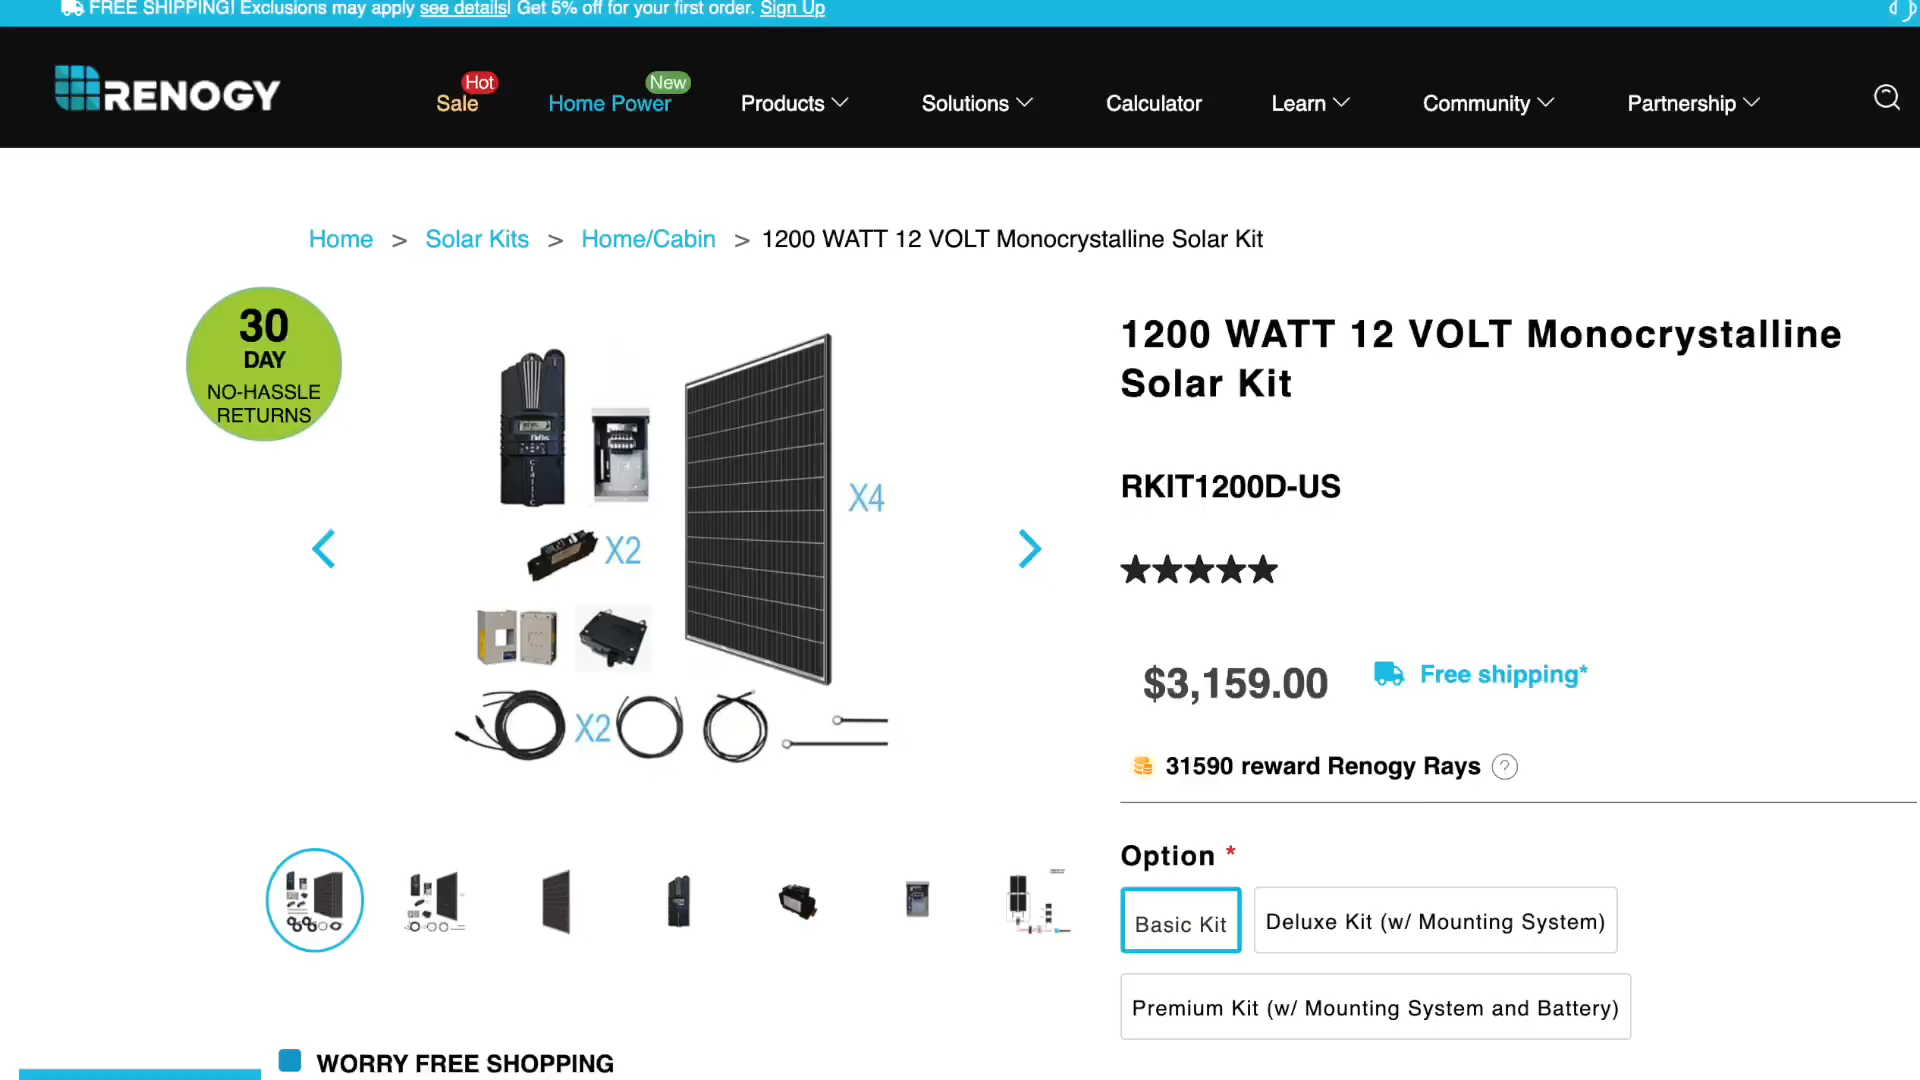 FREE SHIPPING! Exclusions may apply see details! Get 5% off for your first order. Sign Up
RENOGY
Hot
Sale
New
Home Power
Products
Solutions
Calculator
Learn
Community
Partnership
Home > Solar Kits > Home/Cabin > 1200 WATT 12 VOLT Monocrystalline Solar Kit
30
DAY
NO-HASSLE
RETURNS
X4
X2
X2
1200 WATT 12 VOLT Monocrystalline
Solar Kit
RKIT1200D-US
$3,159.00
Free shipping*
31590 reward Renogy Rays ?
Option *
Basic Kit
Deluxe Kit (w/ Mounting System)
Premium Kit (w/ Mounting System and Battery)
WORRY FREE SHOPPING